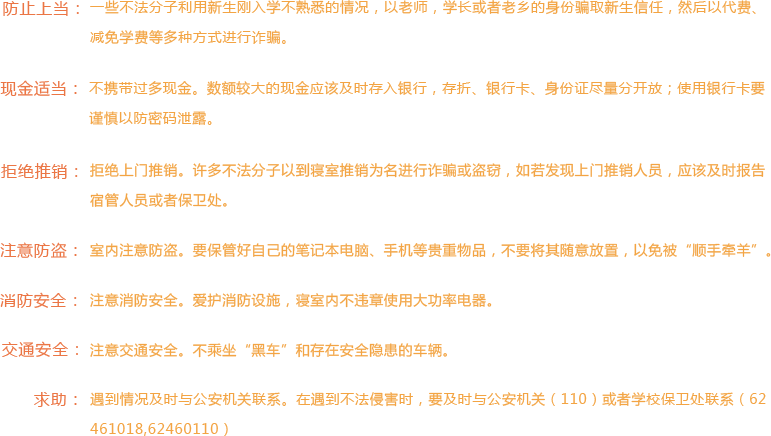 防止上当：一些不法分子利用新生刚入学不熟悉的情况，以老师，学长或者老乡的身份骗取新生信任，然后以代费、
减免学费等多种方式进行诈骗。
现金适当：不携带过多现金。数额较大的现金应该及时存入银行，存折、银行卡、身份证尽量分开放；使用银行卡要
谨慎以防密码泄露。
拒绝推销：拒绝上门推销。许多不法分子以到寝室推销为名进行诈骗或盗窃，如若发现上门推销人员，应该及时报告
宿管人员或者保卫处。
注意防盗：室内注意防盗。要保管好自己的笔记本电脑、手机等贵重物品，不要将其随意放置，以免被“顺手牵羊”。
消防安全：注意消防安全。爱护消防设施，寝室内不违章使用大功率电器。
交通安全：注意交通安全。不乘坐“黑车”和存在安全隐患的车辆。
求助：遇到情况及时与公安机关联系。在遇到不法侵害时，要及时与公安机关（110）或者学校保卫处联系（62
461018,62460110）